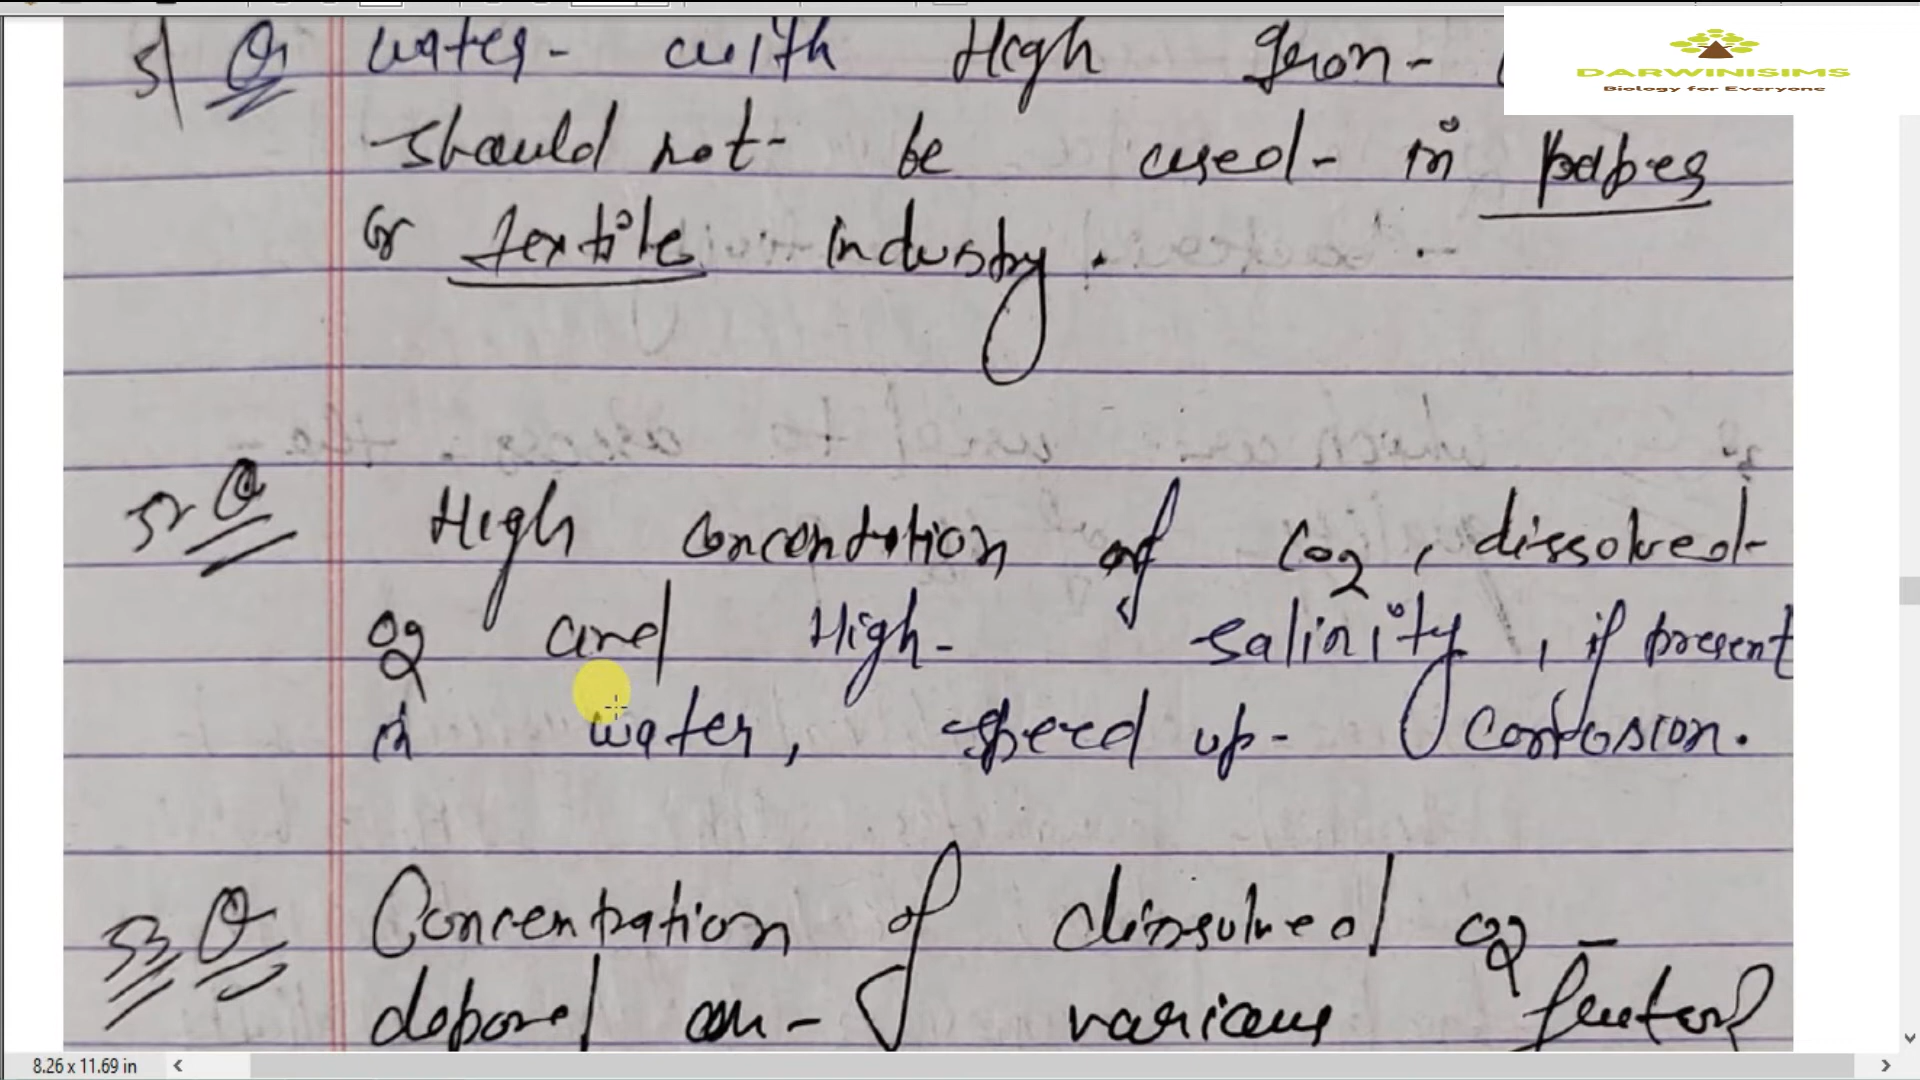 51 Q water- with High Iron-
DARWINISIMS
Biology for Everyone
should not- be used- in paper
or textile industry.
52 Q High concentration of CO2, dissolved-
O2 and High- salinity, if present
in water, speed up- corrosion.
53 Q Concentration of dissolved O2 -
depend on- various factors
8.26 x 11.69 in